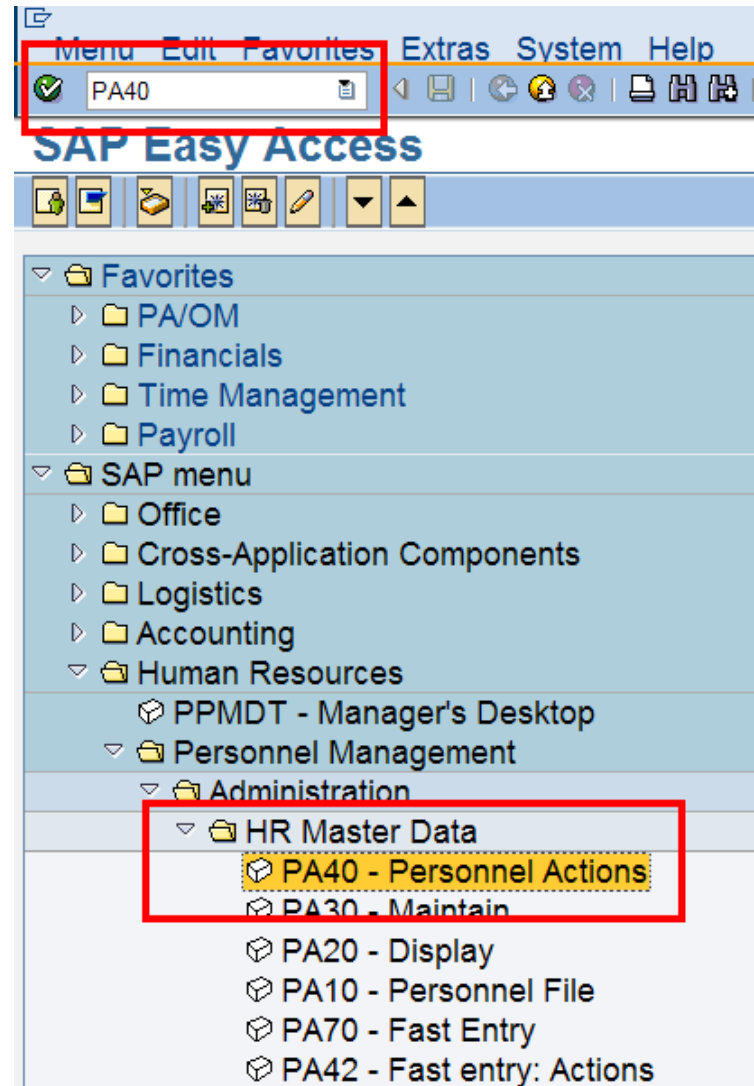 Menu Edit Favorites Extras System Help
PA40
SAP Easy Access
Favorites
PA/OM
Financials
Time Management
Payroll
SAP menu
Office
Cross-Application Components
Logistics
Accounting
Human Resources
PPMDT - Manager's Desktop
Personnel Management
Administration
HR Master Data
PA40 - Personnel Actions
PA30 - Maintain
PA20 - Display
PA10 - Personnel File
PA70 - Fast Entry
PA42 - Fast entry: Actions